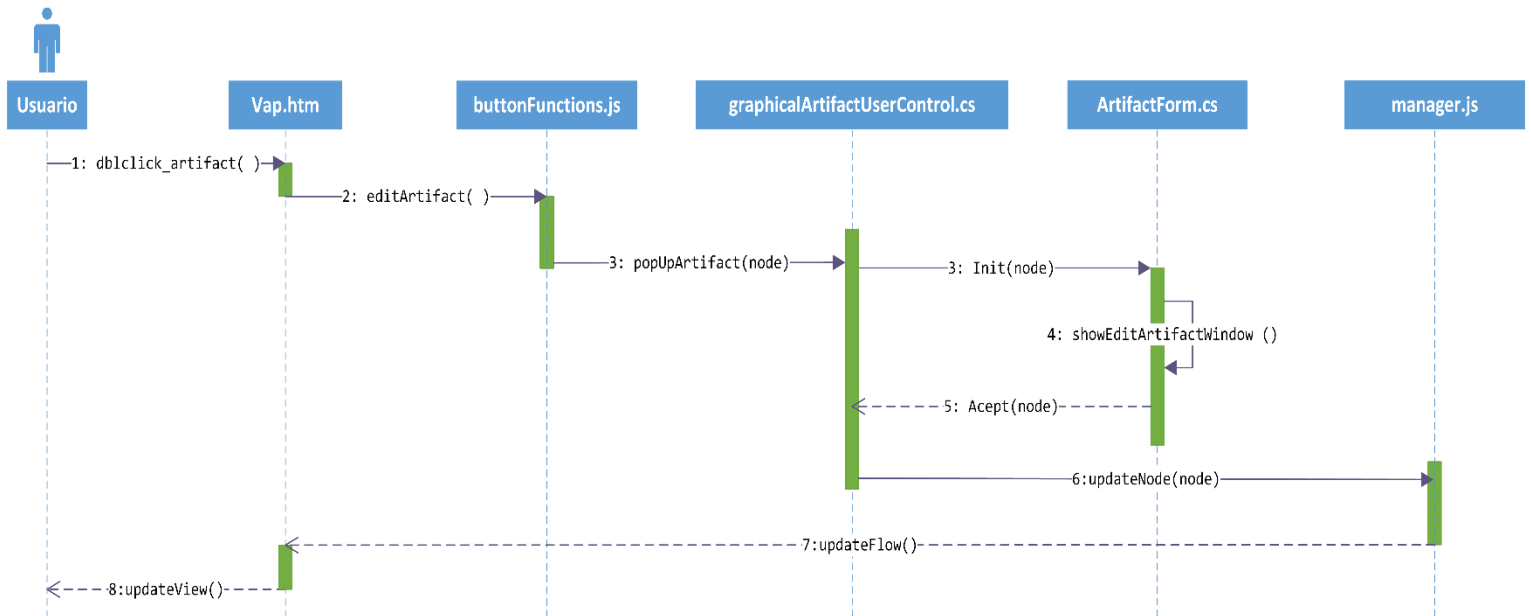 Usuario
Vap.htm
buttonFunctions.js
graphicalArtifactUserControl.cs
ArtifactForm.cs
manager.js
1: dblclick_artifact( )
2: editArtifact( )
3: popUpArtifact(node)
3: Init(node)
4: showEditArtifactWindow ()
5: Acept(node)
6:updateNode(node)
7:updateFlow()
8:updateView()